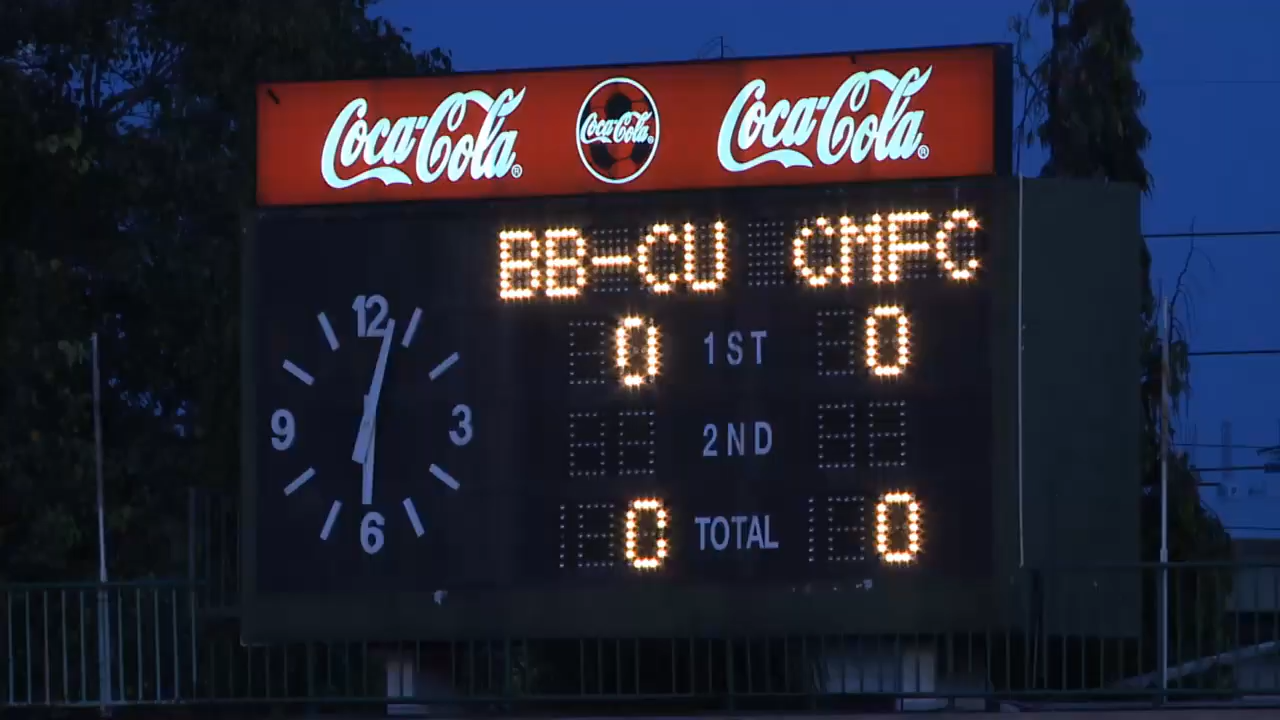 Coca-Cola® Coca-Cola® Coca-Cola®
BB-CU CMFC
0 1ST 0
2ND
0 TOTAL 0
12
9 3
6